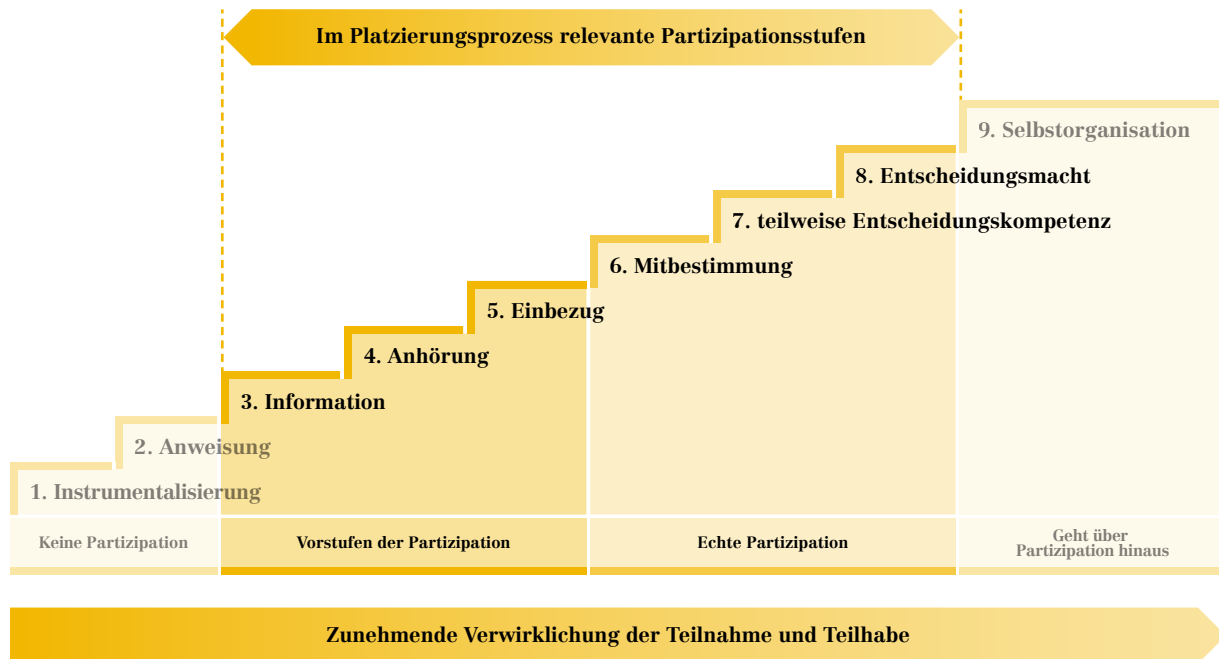 Im Platzierungsprozess relevante Partizipationsstufen
9. Selbstorganisation
8. Entscheidungsmacht
7. teilweise Entscheidungskompetenz
6. Mitbestimmung
5. Einbezug
4. Anhörung
3. Information
2. Anweisung
1. Instrumentalisierung
Keine Partizipation
Vorstufen der Partizipation
Echte Partizipation
Geht über
Partizipation hinaus
Zunehmende Verwirklichung der Teilnahme und Teilhabe